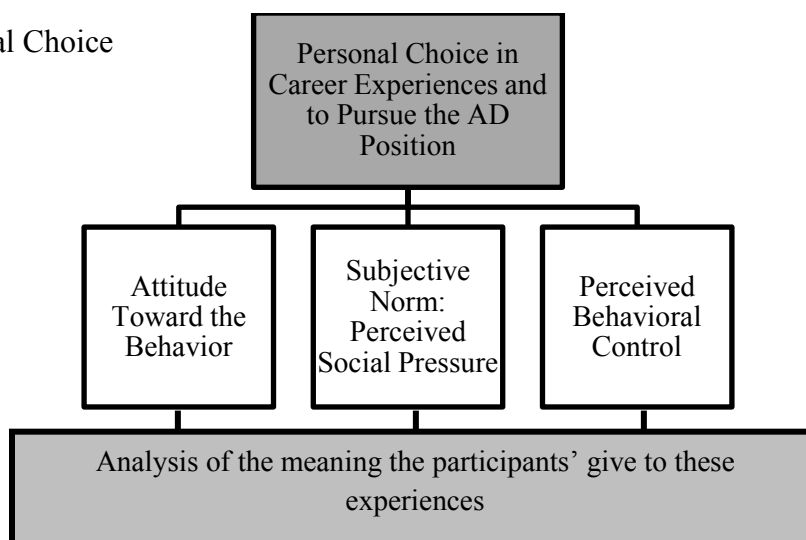 al Choice
Personal Choice in
Career Experiences and
to Pursue the AD
Position
Attitude
Toward the
Behavior
Subjective
Norm:
Perceived
Social Pressure
Perceived
Behavioral
Control
Analysis of the meaning the participants’ give to these
experiences